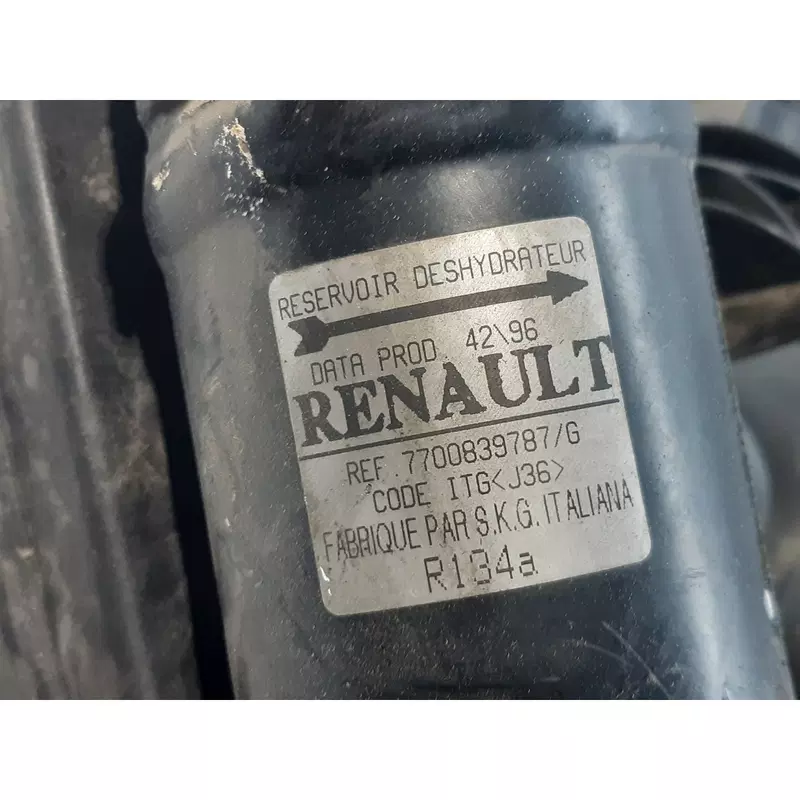 RESERVOIR DESHYDRATEUR
DATA PROD. 42\96
RENAULT
REF. 7700839787/G
CODE ITG<J36>
FABRIQUE PAR S.K.G. ITALIANA
R134a